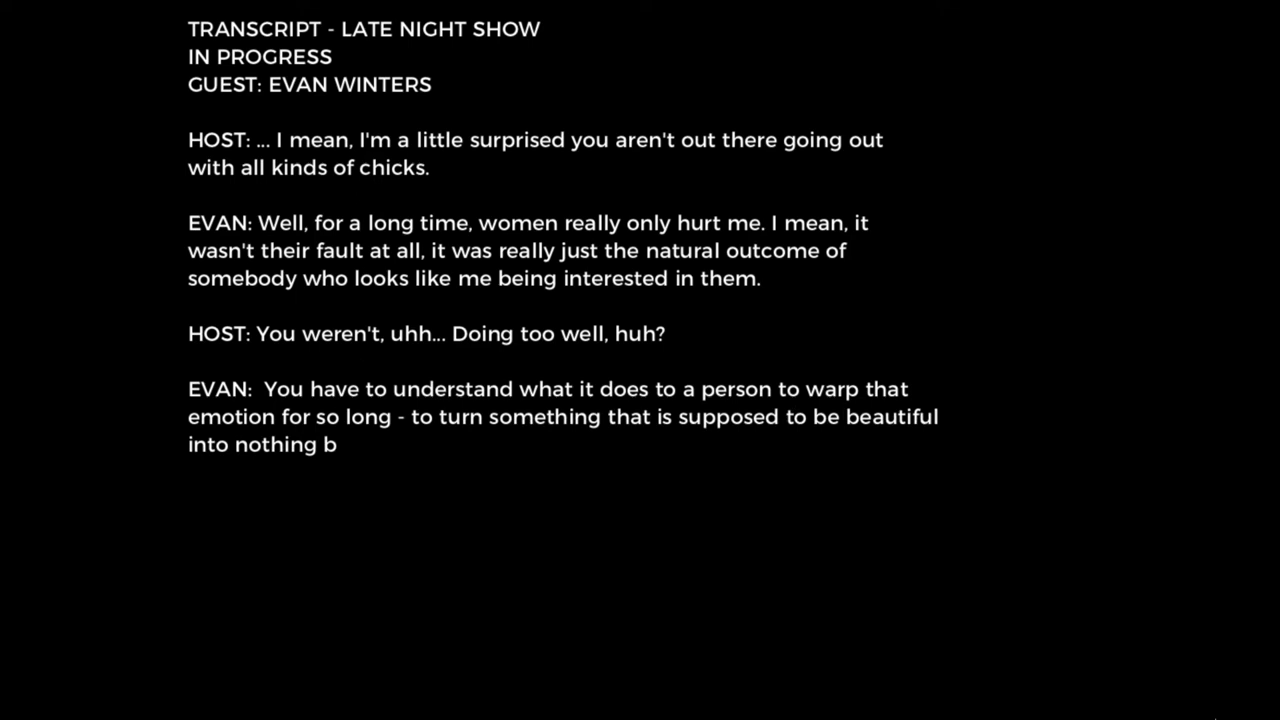 TRANSCRIPT - LATE NIGHT SHOW
IN PROGRESS
GUEST: EVAN WINTERS
HOST: ... I mean, I'm a little surprised you aren't out there going out
with all kinds of chicks.
EVAN: Well, for a long time, women really only hurt me. I mean, it
wasn't their fault at all, it was really just the natural outcome of
somebody who looks like me being interested in them.
HOST: You weren't, uhh... Doing too well, huh?
EVAN:  You have to understand what it does to a person to warp that
emotion for so long - to turn something that is supposed to be beautiful
into nothing b